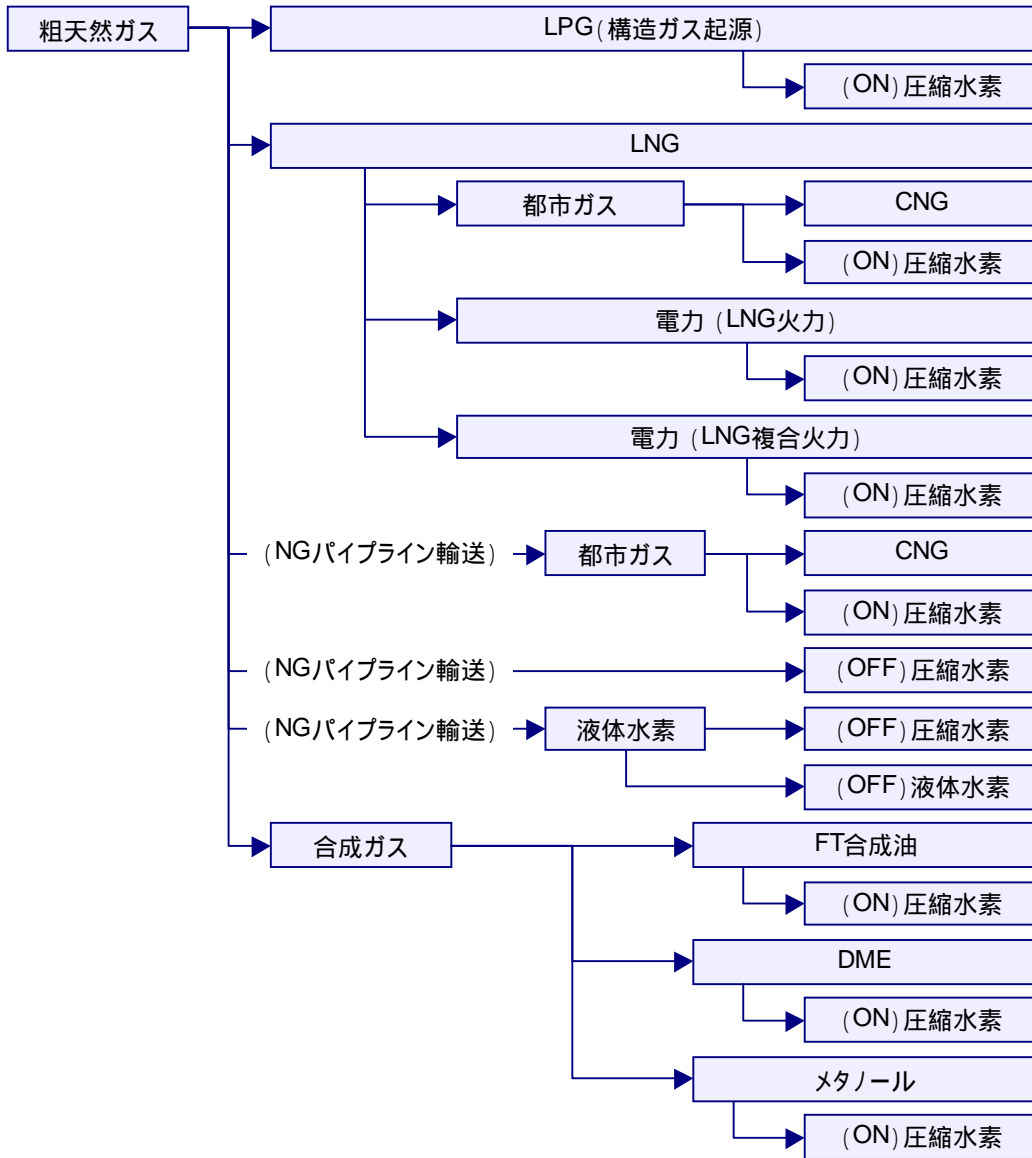 粗天然ガス
LPG(構造ガス起源)
(ON)圧縮水素
LNG
都市ガス
CNG
(ON)圧縮水素
電力 (LNG火力)
(ON)圧縮水素
電力 (LNG複合火力)
(ON)圧縮水素
(NGパイプライン輸送)
都市ガス
CNG
(ON)圧縮水素
(NGパイプライン輸送)
(OFF)圧縮水素
(NGパイプライン輸送)
液体水素
(OFF)圧縮水素
(OFF)液体水素
合成ガス
FT合成油
(ON)圧縮水素
DME
(ON)圧縮水素
メタノール
(ON)圧縮水素